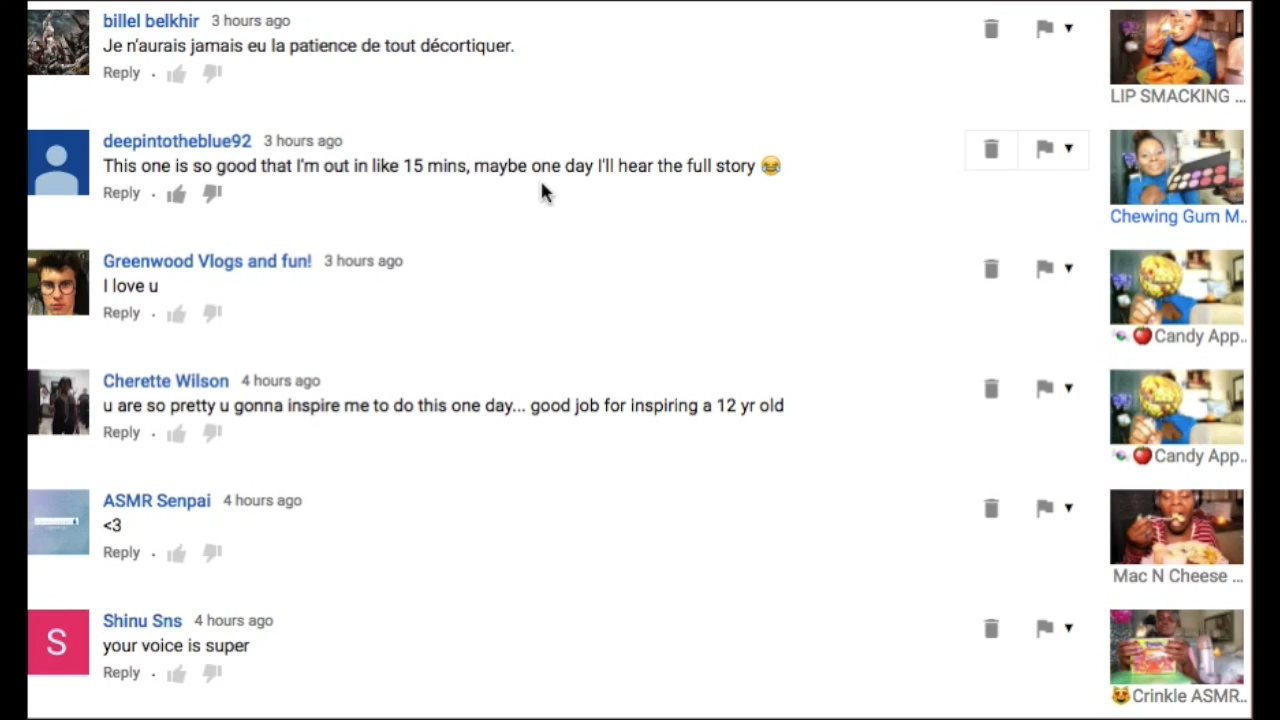 billel belkhir 3 hours ago
Je n'aurais jamais eu la patience de tout décortiquer.
Reply .
LIP SMACKING ...
deepintotheblue92 3 hours ago
This one is so good that I'm out in like 15 mins, maybe one day I'll hear the full story 😂
Reply .
Chewing Gum M..
Greenwood Vlogs and fun! 3 hours ago
I love u
Reply .
🍬🍎Candy App..
Cherette Wilson 4 hours ago
u are so pretty u gonna inspire me to do this one day... good job for inspiring a 12 yr old
Reply .
🍬🍎Candy App..
ASMR Senpai 4 hours ago
<3
Reply .
Mac N Cheese ...
S
Shinu Sns 4 hours ago
your voice is super
Reply .
😺Crinkle ASMR..